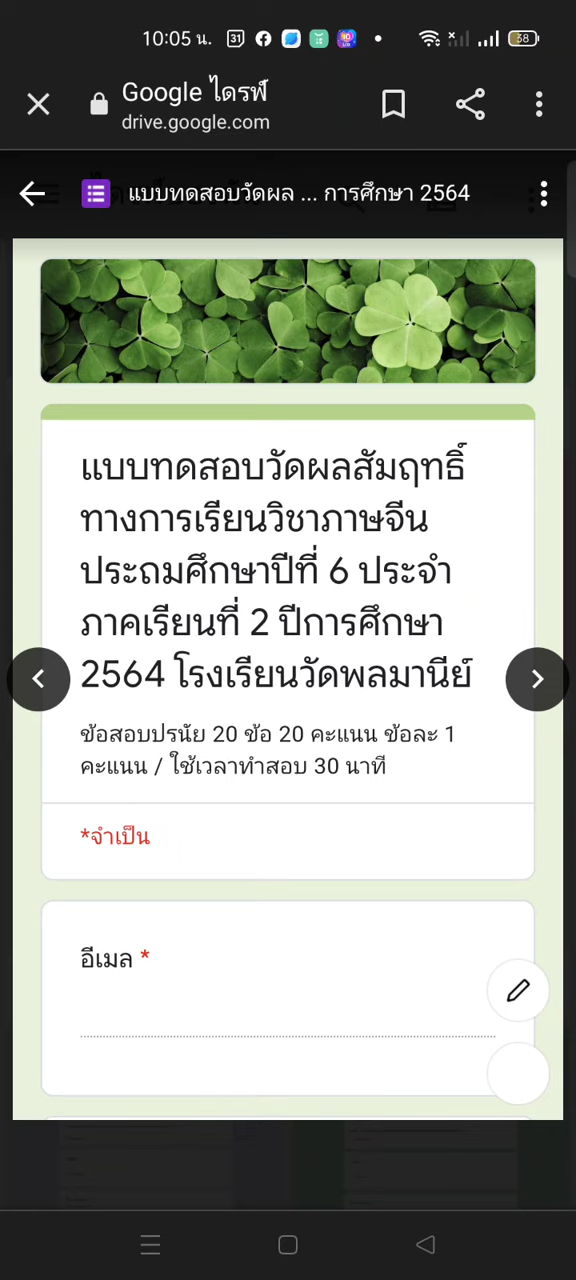 10:05 น.
31
38
Google ไดรฟ์
drive.google.com
แบบทดสอบวัดผล ... การศึกษา 2564
แบบทดสอบวัดผลสัมฤทธิ์
ทางการเรียนวิชาภาษจีน
ประถมศึกษาปีที่ 6 ประจำ
ภาคเรียนที่ 2 ปีการศึกษา
2564 โรงเรียนวัดพลมานีย์
ข้อสอบปรนัย 20 ข้อ 20 คะแนน ข้อละ 1
คะแนน / ใช้เวลาทำสอบ 30 นาที
*จำเป็น
อีเมล *